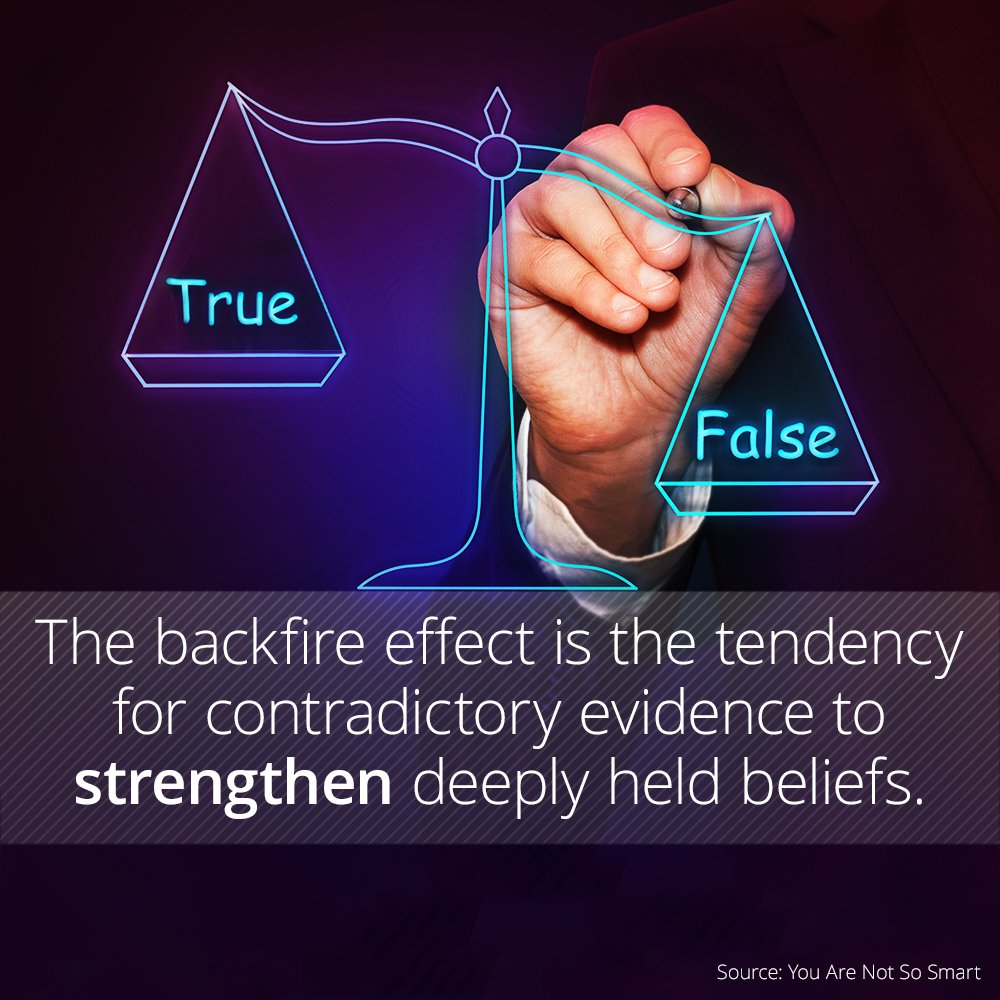 True
False
The backfire effect is the tendency
for contradictory evidence to
strengthen deeply held beliefs.
Source: You Are Not So Smart